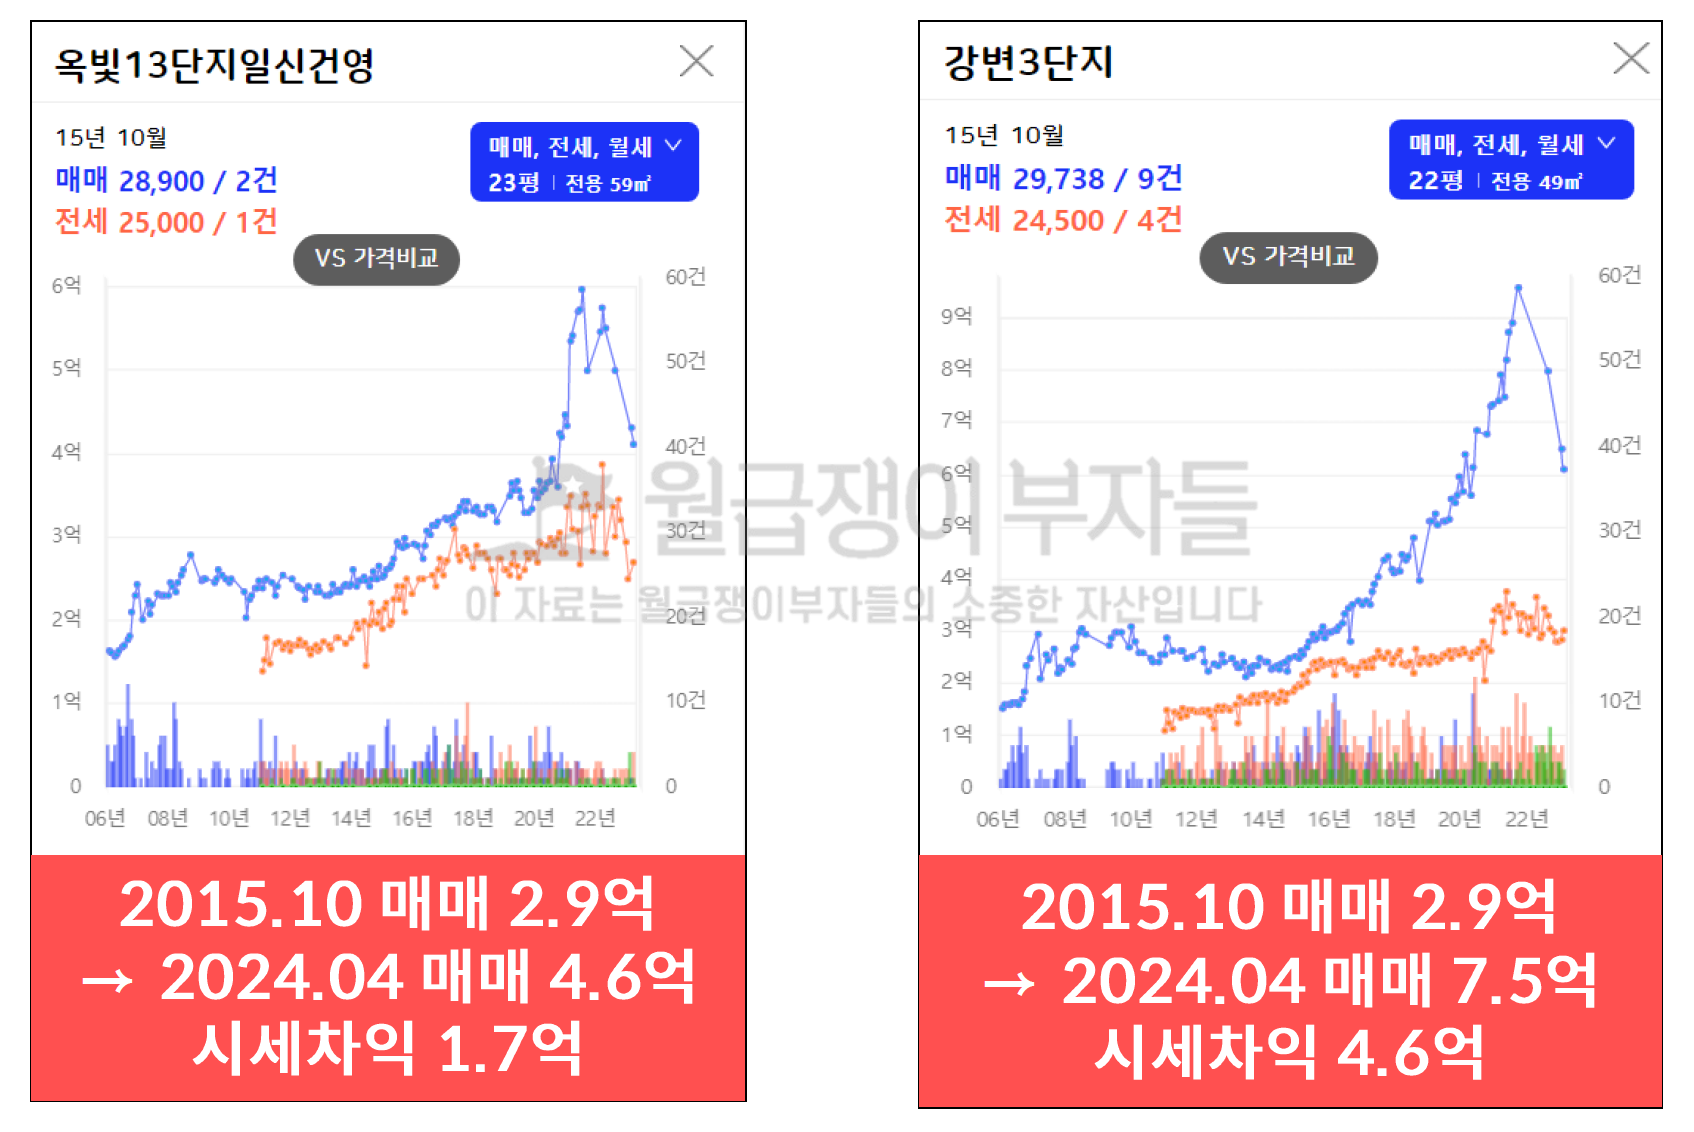 옥빛13단지일신건영
15년 10월
매매 28,900 / 2건
전세 25,000 / 1건
매매, 전세, 월세
23평 | 전용 59㎡
VS 가격비교
6억
5억
4억
3억
2억
1억
0
60건
50건
40건
30건
20건
10건
0
06년 08년 10년 12년 14년 16년 18년 20년 22년
2015.10 매매 2.9억
→ 2024.04 매매 4.6억
시세차익 1.7억
강변3단지
15년 10월
매매 29,738 / 9건
전세 24,500 / 4건
매매, 전세, 월세
22평 | 전용 49㎡
VS 가격비교
9억
8억
7억
6억
5억
4억
3억
2억
1억
0
60건
50건
40건
30건
20건
10건
0
06년 08년 10년 12년 14년 16년 18년 20년 22년
2015.10 매매 2.9억
→ 2024.04 매매 7.5억
시세차익 4.6억
월급쟁이부자들
이 자료는 월급쟁이부자들의 소중한 자산입니다